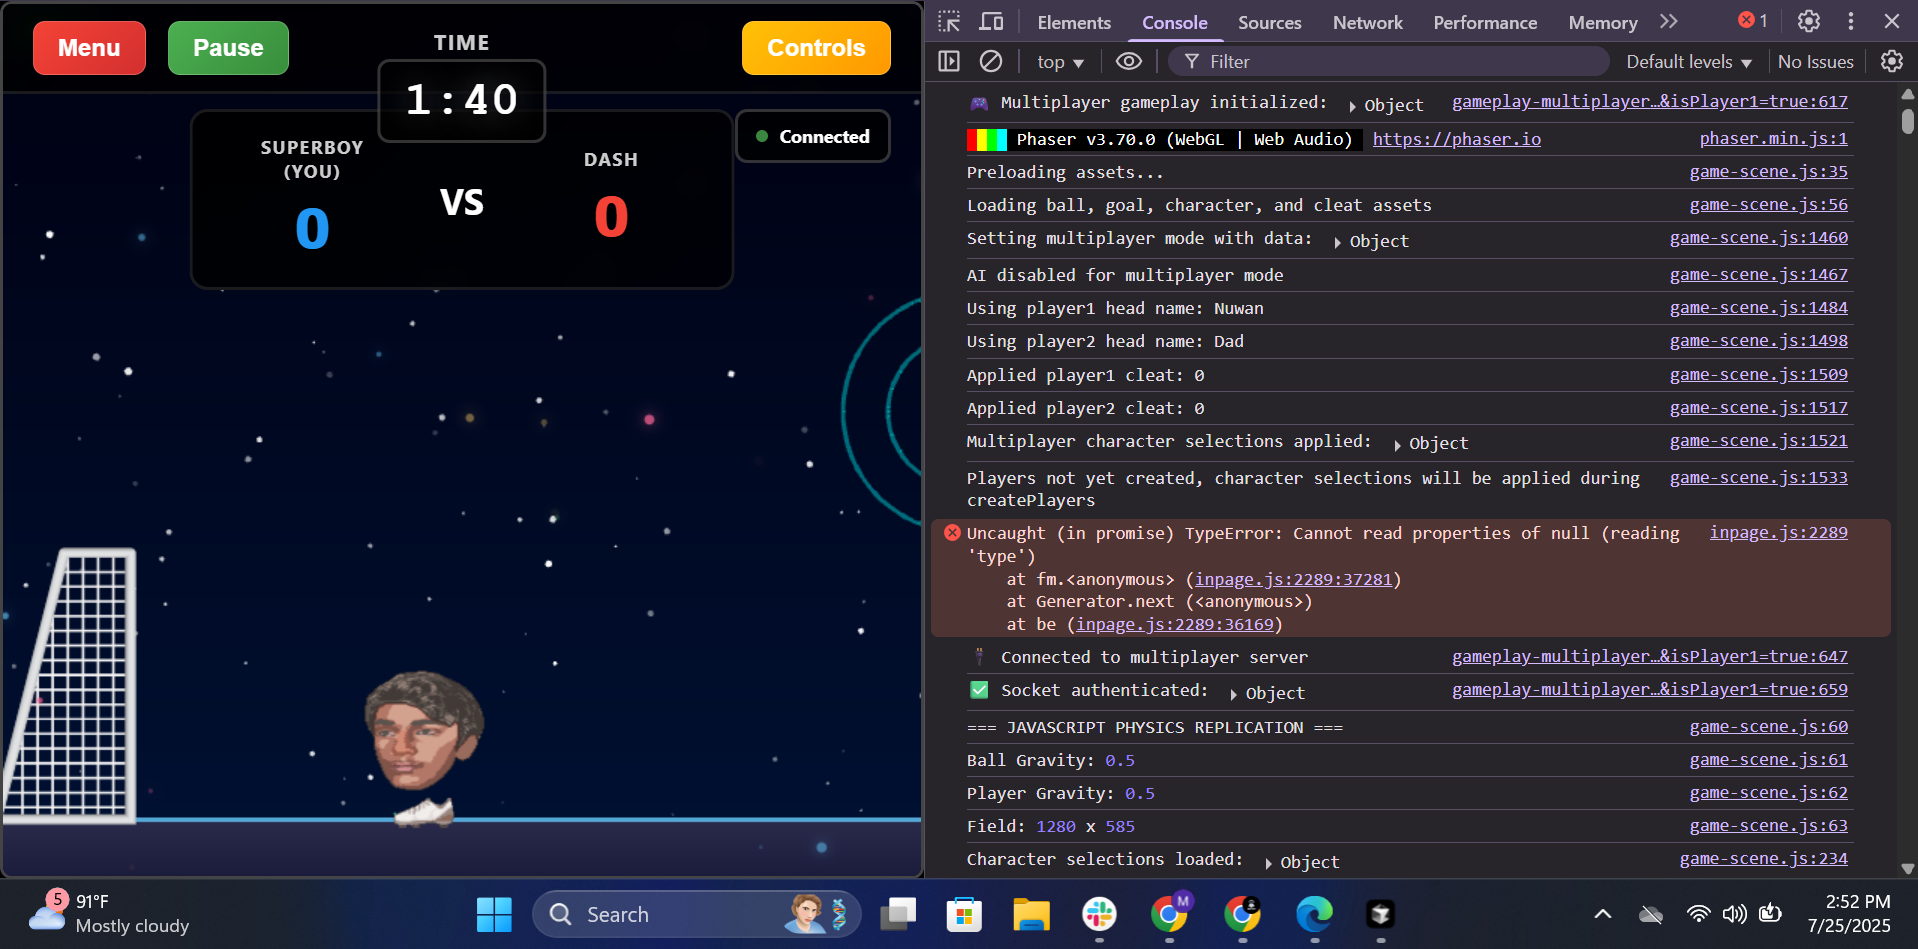 Menu
Pause
TIME
1:40
Controls
SUPERBOY
(YOU)
0
VS
DASH
0
Connected
Elements
Console
Sources
Network
Performance
Memory
1
top
Filter
Default levels
No Issues
Multiplayer gameplay initialized: Object gameplay-multiplayer…&isPlayer1=true:617
Phaser v3.70.0 (WebGL | Web Audio) https://phaser.io phaser.min.js:1
Preloading assets... game-scene.js:35
Loading ball, goal, character, and cleat assets game-scene.js:56
Setting multiplayer mode with data: Object game-scene.js:1460
AI disabled for multiplayer mode game-scene.js:1467
Using player1 head name: Nuwan game-scene.js:1484
Using player2 head name: Dad game-scene.js:1498
Applied player1 cleat: 0 game-scene.js:1509
Applied player2 cleat: 0 game-scene.js:1517
Multiplayer character selections applied: Object game-scene.js:1521
Players not yet created, character selections will be applied during game-scene.js:1533
createPlayers
Uncaught (in promise) TypeError: Cannot read properties of null (reading inpage.js:2289
'type')
at fm.<anonymous> (inpage.js:2289:37281)
at Generator.next (<anonymous>)
at be (inpage.js:2289:36169)
Connected to multiplayer server gameplay-multiplayer…&isPlayer1=true:647
Socket authenticated: Object gameplay-multiplayer…&isPlayer1=true:659
=== JAVASCRIPT PHYSICS REPLICATION === game-scene.js:60
Ball Gravity: 0.5 game-scene.js:61
Player Gravity: 0.5 game-scene.js:62
Field: 1280 x 585 game-scene.js:63
Character selections loaded: Object game-scene.js:234
5
91°F
Mostly cloudy
Search
M
2:52 PM
7/25/2025